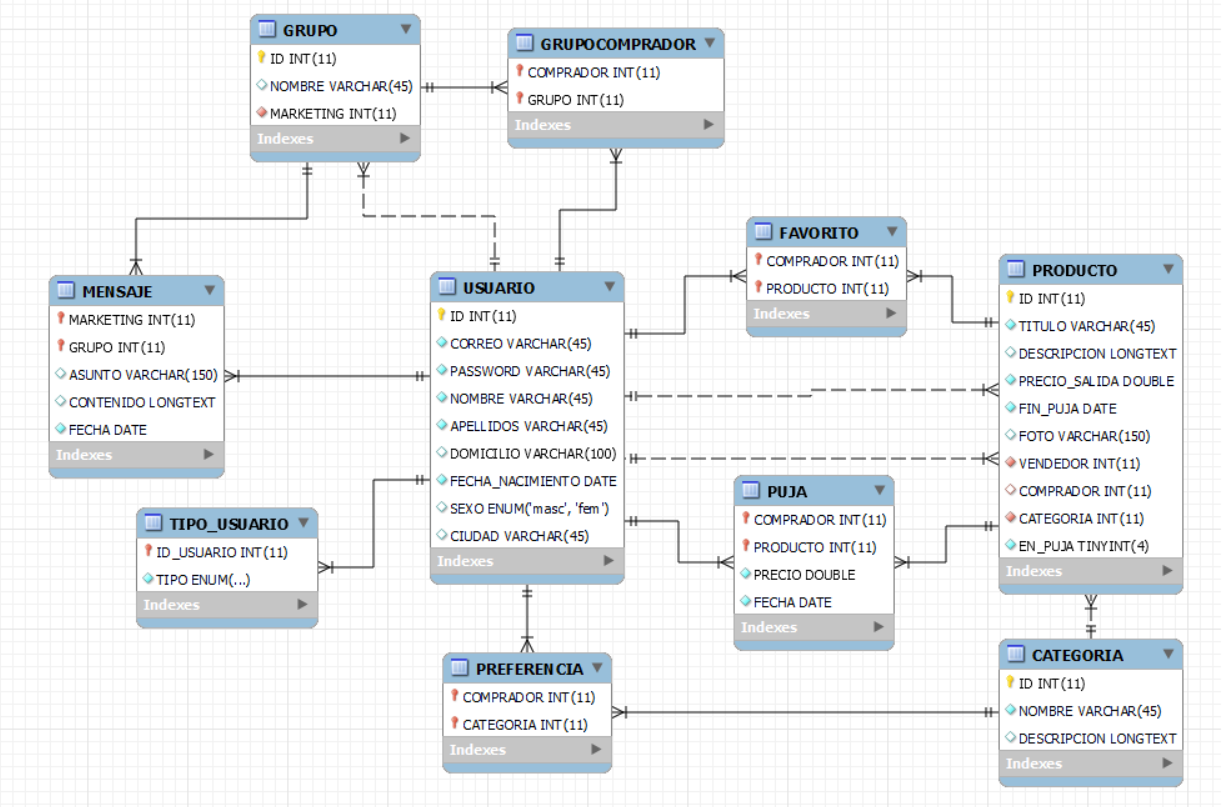 GRUPO
ID INT(11)
NOMBRE VARCHAR(45)
MARKETING INT(11)
Indexes
GRUPOCOMPRADOR
COMPRADOR INT(11)
GRUPO INT(11)
Indexes
FAVORITO
COMPRADOR INT(11)
PRODUCTO INT(11)
Indexes
PRODUCTO
ID INT(11)
TITULO VARCHAR(45)
DESCRIPCION LONGTEXT
PRECIO_SALIDA DOUBLE
FIN_PUJA DATE
FOTO VARCHAR(150)
VENDEDOR INT(11)
COMPRADOR INT(11)
CATEGORIA INT(11)
EN_PUJA TINYINT(4)
Indexes
MENSAJE
MARKETING INT(11)
GRUPO INT(11)
ASUNTO VARCHAR(150)
CONTENIDO LONGTEXT
FECHA DATE
Indexes
USUARIO
ID INT(11)
CORREO VARCHAR(45)
PASSWORD VARCHAR(45)
NOMBRE VARCHAR(45)
APELLIDOS VARCHAR(45)
DOMICILIO VARCHAR(100)
FECHA_NACIMIENTO DATE
SEXO ENUM('masc', 'fem')
CIUDAD VARCHAR(45)
Indexes
PUJA
COMPRADOR INT(11)
PRODUCTO INT(11)
PRECIO DOUBLE
FECHA DATE
Indexes
TIPO_USUARIO
ID_USUARIO INT(11)
TIPO ENUM(...)
Indexes
PREFERENCIA
COMPRADOR INT(11)
CATEGORIA INT(11)
Indexes
CATEGORIA
ID INT(11)
NOMBRE VARCHAR(45)
DESCRIPCION LONGTEXT
Indexes